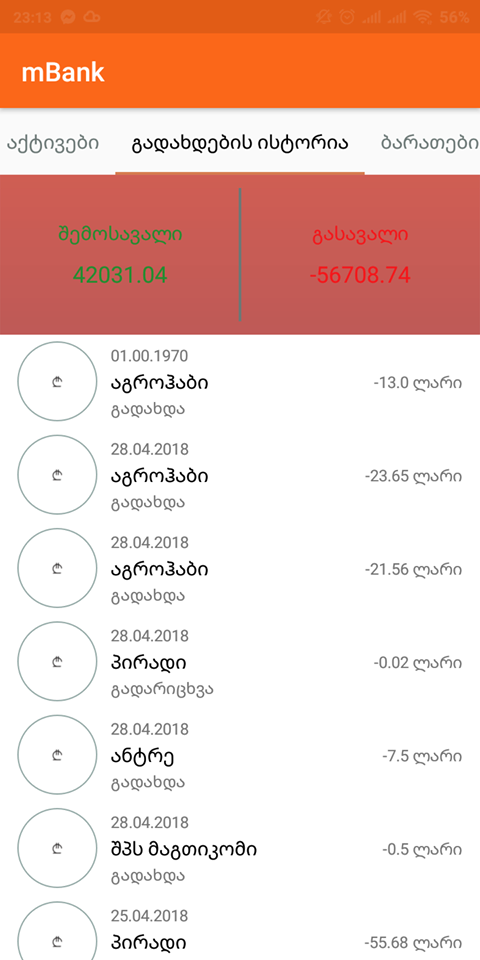 23:13 56%
mBank
აქტივები გადახდების ისტორია ბარათები
შემოსავალი გასავალი
42031.04 -56708.74
01.00.1970
₾ აგროჰაბი -13.0 ლარი
გადახდა
28.04.2018
₾ აგროჰაბი -23.65 ლარი
გადახდა
28.04.2018
₾ აგროჰაბი -21.56 ლარი
გადახდა
28.04.2018
₾ პირადი -0.02 ლარი
გადარიცხვა
28.04.2018
₾ ანტრე -7.5 ლარი
გადახდა
28.04.2018
₾ შპს მაგთიკომი -0.5 ლარი
გადახდა
25.04.2018
₾ პირადი -55.68 ლარი